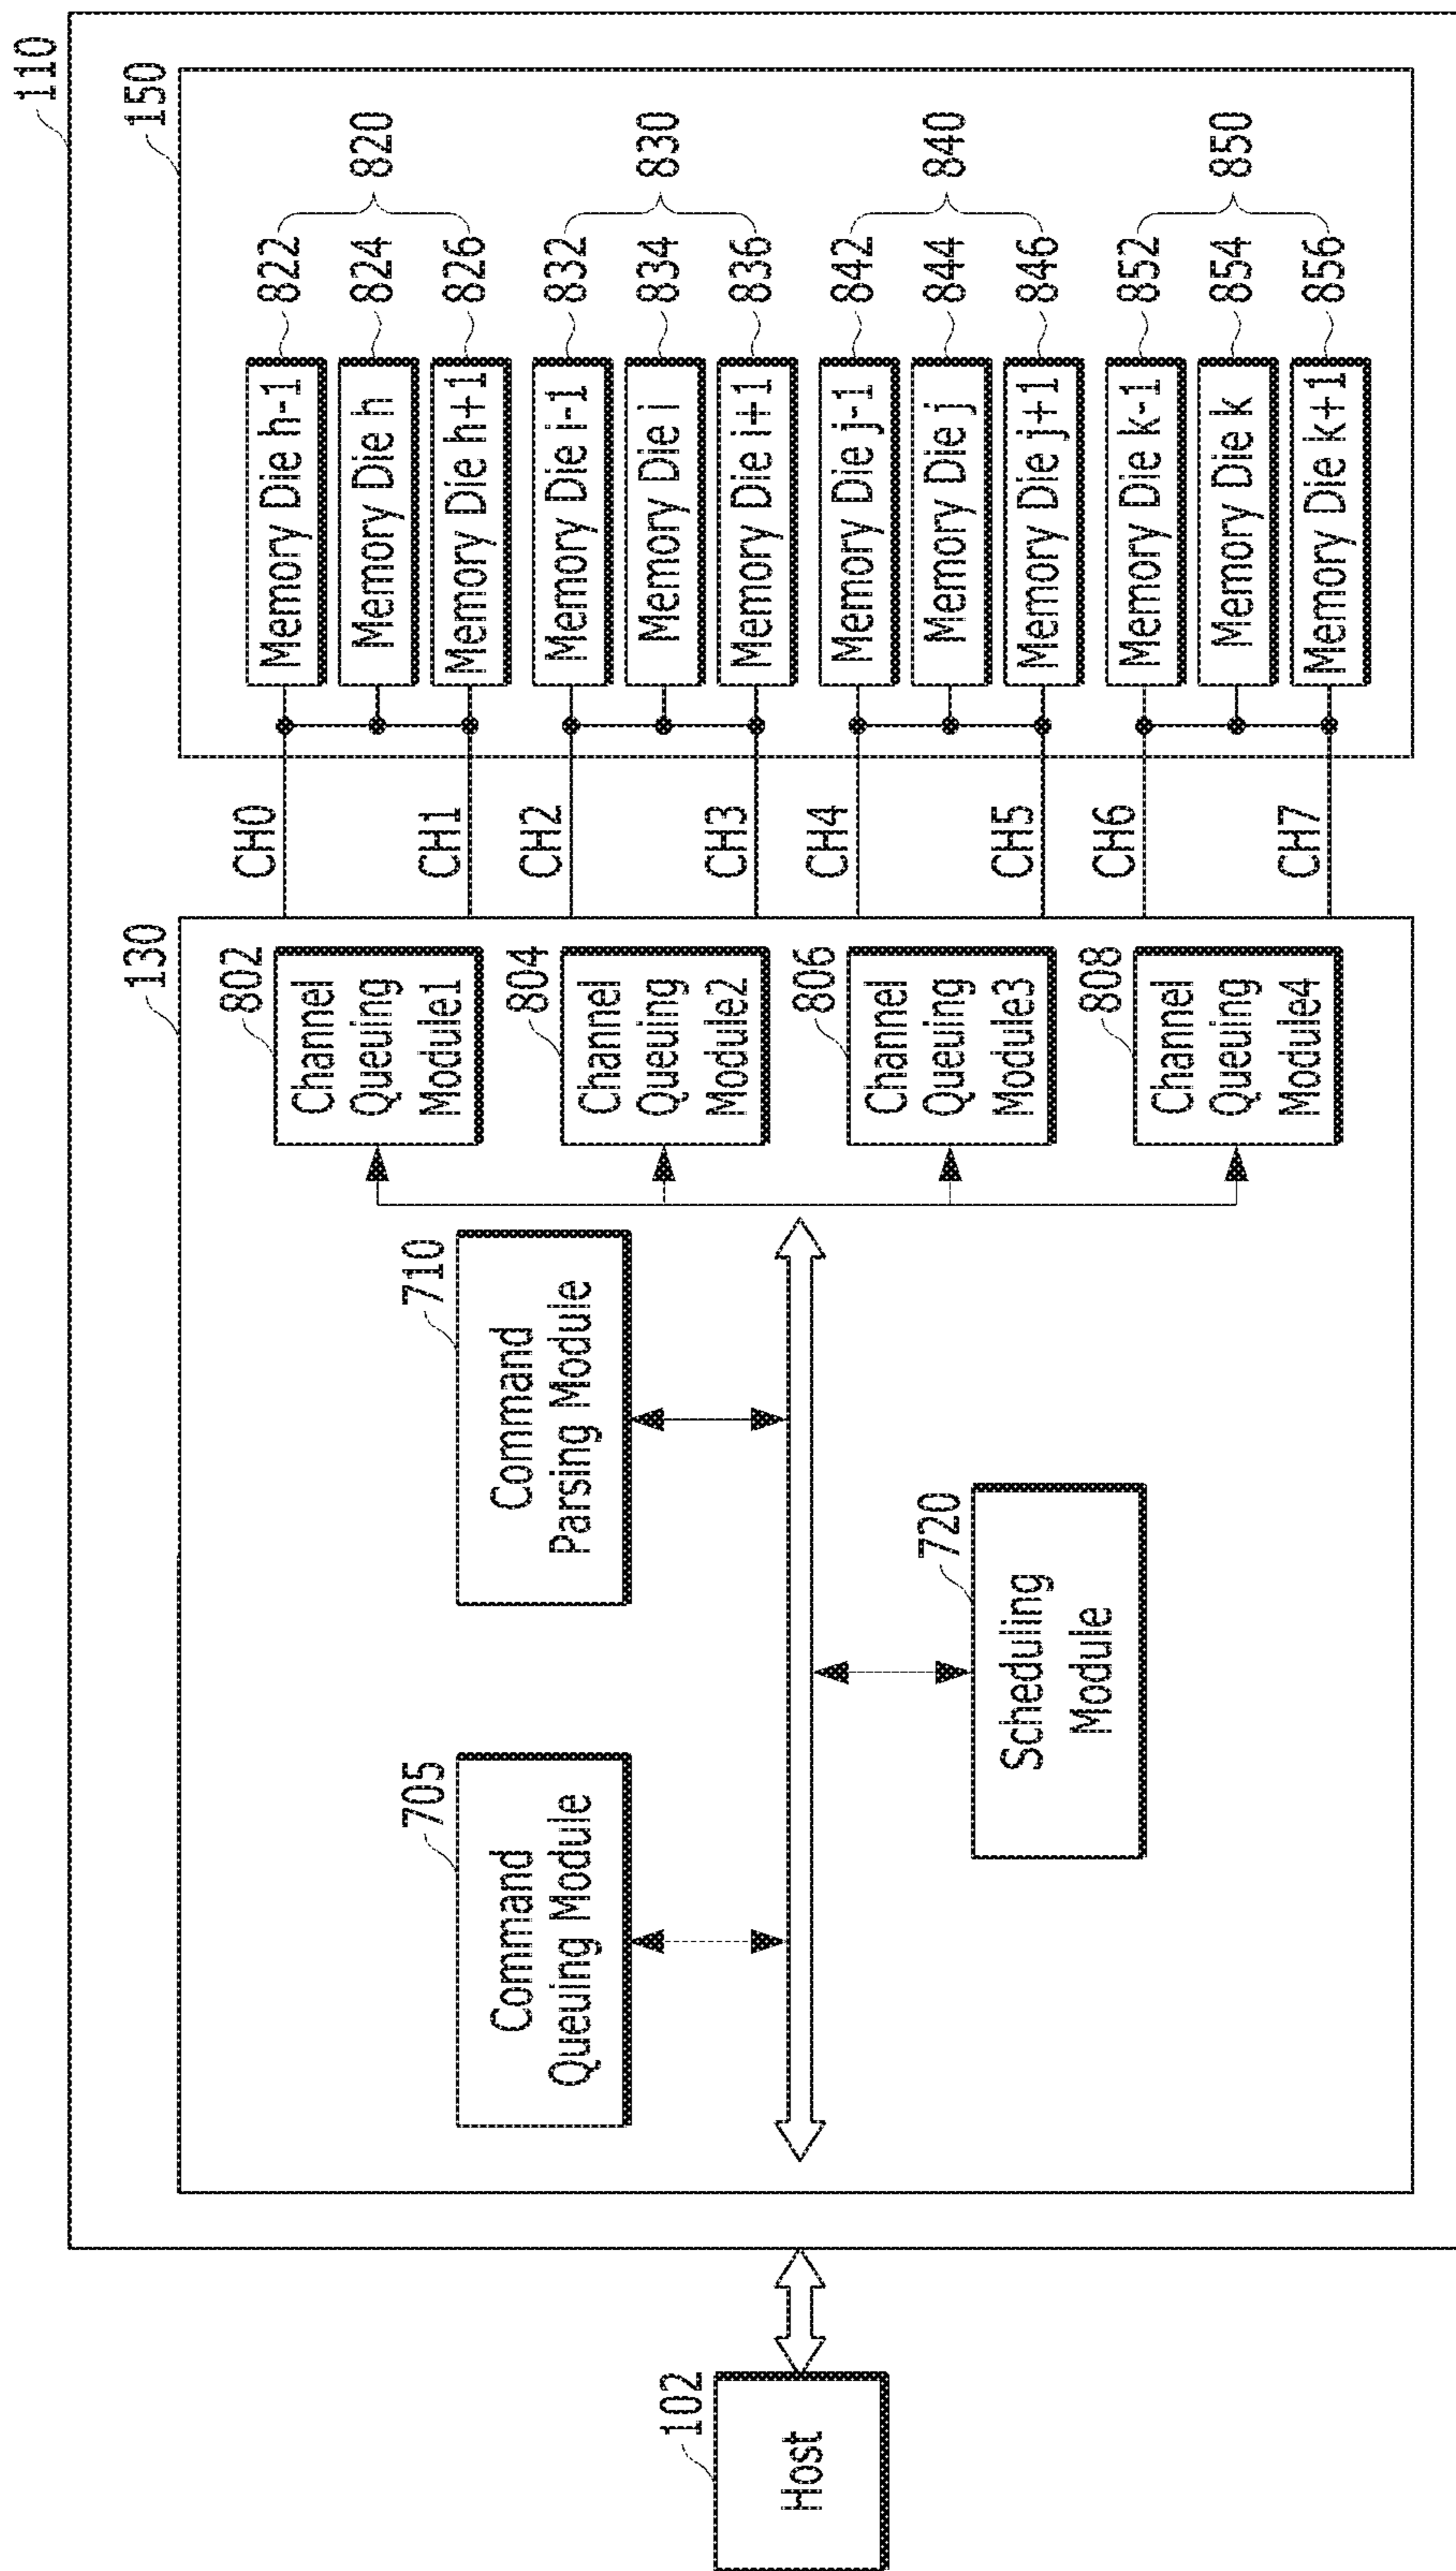 110
150
130
822
824
826
820
832
834
836
830
842
844
846
840
852
854
856
850
Memory Die h-1
Memory Die h
Memory Die h+1
Memory Die i-1
Memory Die i
Memory Die i+1
Memory Die j-1
Memory Die j
Memory Die j+1
Memory Die k-1
Memory Die k
Memory Die k+1
CH0
CH1
CH2
CH3
CH4
CH5
CH6
CH7
802
Channel
Queuing
Module1
804
Channel
Queuing
Module2
806
Channel
Queuing
Module3
808
Channel
Queuing
Module4
710
Command
Parsing Module
705
Command
Queuing Module
720
Scheduling
Module
102
Host